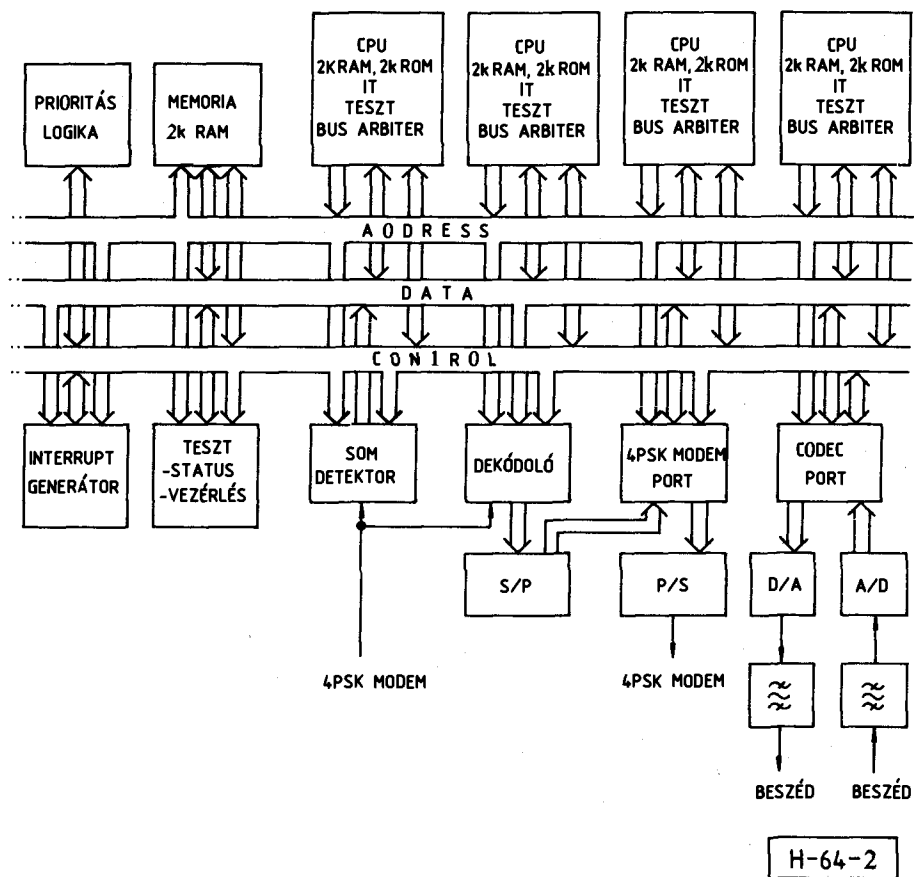 PRIORITÁS
LOGIKA
MEMORIA
2k RAM
CPU
2K RAM, 2k ROM
IT
TESZT
BUS ARBITER
CPU
2k RAM, 2k ROM
IT
TESZT
BUS ARBITER
CPU
2k RAM, 2k ROM
IT
TESZT
BUS ARBITER
CPU
2k RAM, 2k ROM
IT
TESZT
BUS ARBITER
AODRESS
DATA
CON1ROL
INTERRUPT
GENERÁTOR
TESZT
-STATUS
-VEZÉRLÉS
SOM
DETEKTOR
DEKÓDOLÓ
4PSK MODEM
PORT
CODEC
PORT
S/P
P/S
D/A
A/D
4PSK MODEM
4PSK MODEM
BESZÉD
BESZÉD
H-64-2